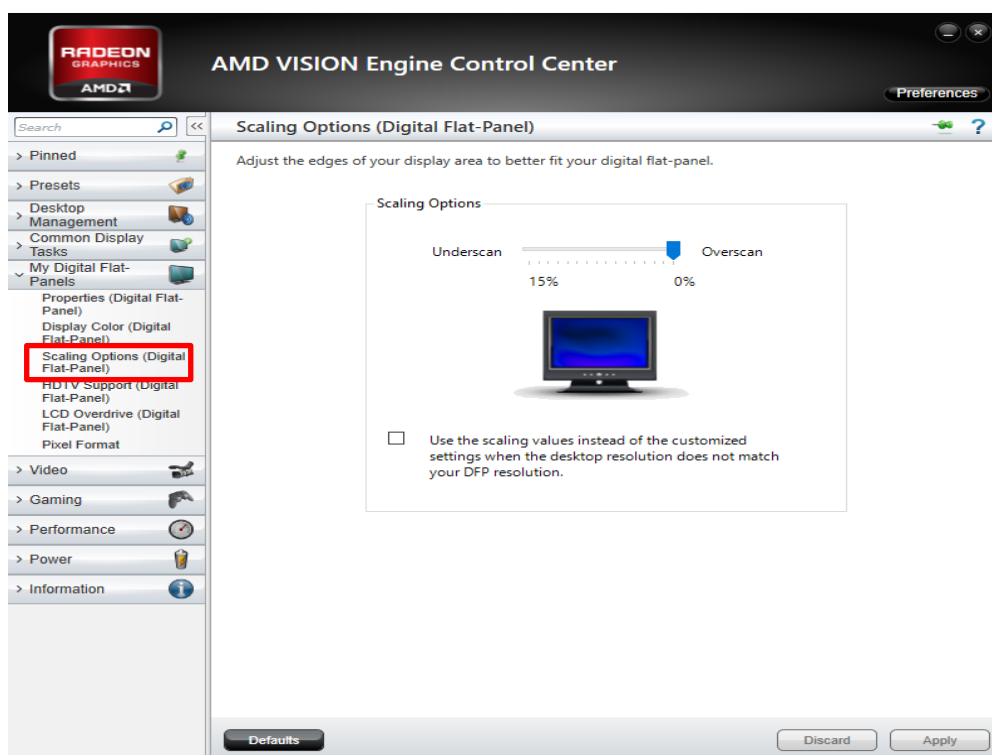 RADEON
GRAPHICS
AMD
AMD VISION Engine Control Center
Preferences
Search
<<
Scaling Options (Digital Flat-Panel)
?
> Pinned
> Presets
> Desktop
Management
> Common Display
Tasks
My Digital Flat-
Panels
Properties (Digital Flat-
Panel)
Display Color (Digital
Flat-Panel)
Scaling Options (Digital
Flat-Panel)
HDTV Support (Digital
Flat-Panel)
LCD Overdrive (Digital
Flat-Panel)
Pixel Format
> Video
> Gaming
> Performance
> Power
> Information
Adjust the edges of your display area to better fit your digital flat-panel.
Scaling Options
Underscan
Overscan
15%
0%
Use the scaling values instead of the customized
settings when the desktop resolution does not match
your DFP resolution.
Defaults
Discard
Apply